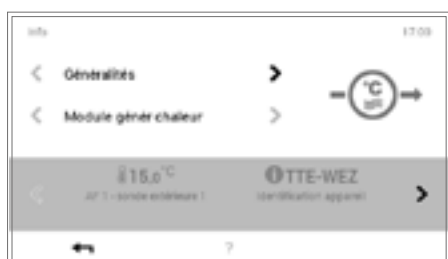 Info 17:03
Généralités
Module génér chaleur
°C
15,0 °C TTE-WEZ
AF 1 - sonde extérieure 1 Identification appareil
?